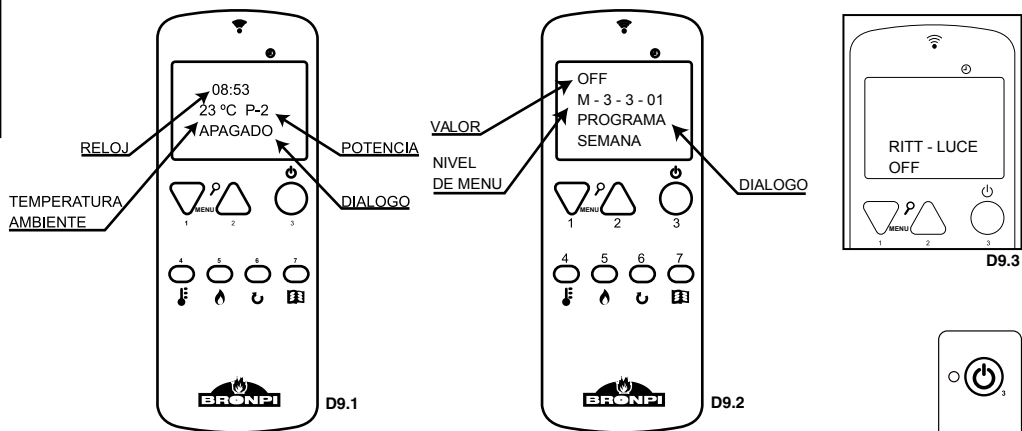 08:53
23 ºC P-2
APAGADO
RELOJ
POTENCIA
TEMPERATURA
AMBIENTE
DIALOGO
MENU
1
2
3
4
5
6
7
BRONPI
D9.1
OFF
M - 3 - 3 - 01
PROGRAMA
SEMANA
VALOR
NIVEL
DE MENU
DIALOGO
MENU
1
2
3
4
5
6
7
BRONPI
D9.2
RITT - LUCE
OFF
MENU
1
2
3
D9.3
3